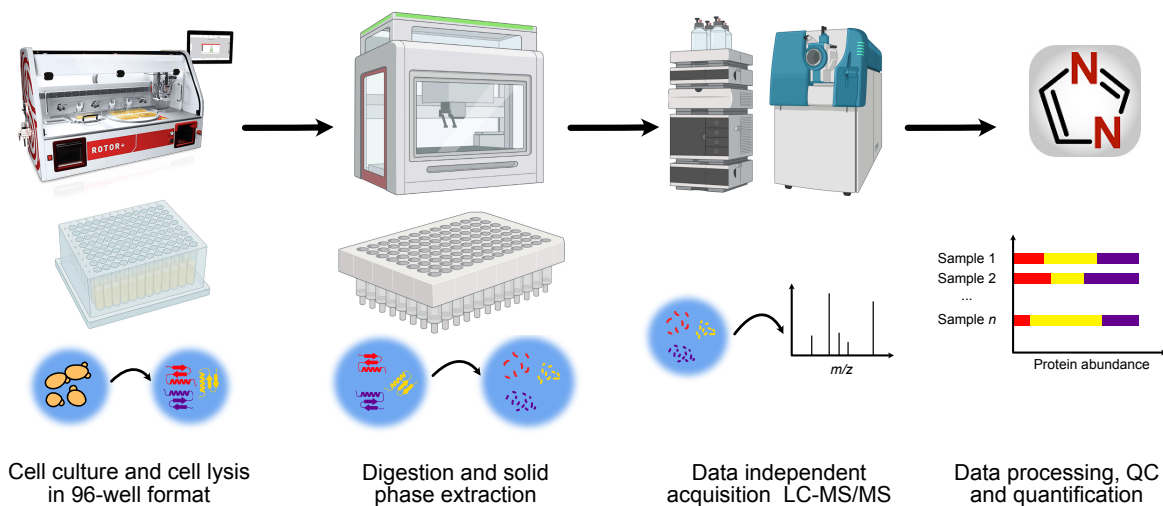 ROTOR+
N
N
Sample 1
Sample 2
...
Sample n
Protein abundance
m/z
Cell culture and cell lysis
in 96-well format
Digestion and solid
phase extraction
Data independent
acquisition LC-MS/MS
Data processing, QC
and quantification